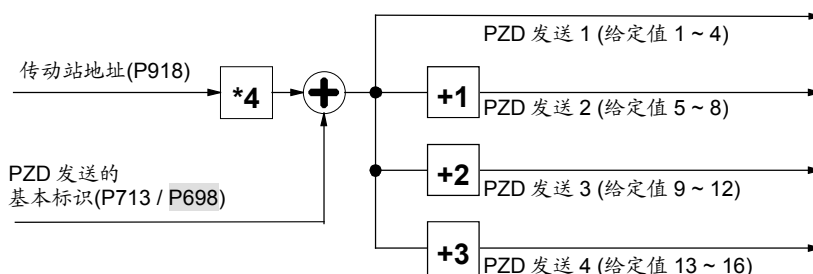 PZD 发送 1 (给定值 1 ~ 4)
传动站地址(P918)
*4
+
+1
PZD 发送 2 (给定值 5 ~ 8)
PZD 发送的
基本标识(P713 / P698)
+2
PZD 发送 3 (给定值 9 ~ 12)
+3
PZD 发送 4 (给定值 13 ~ 16)